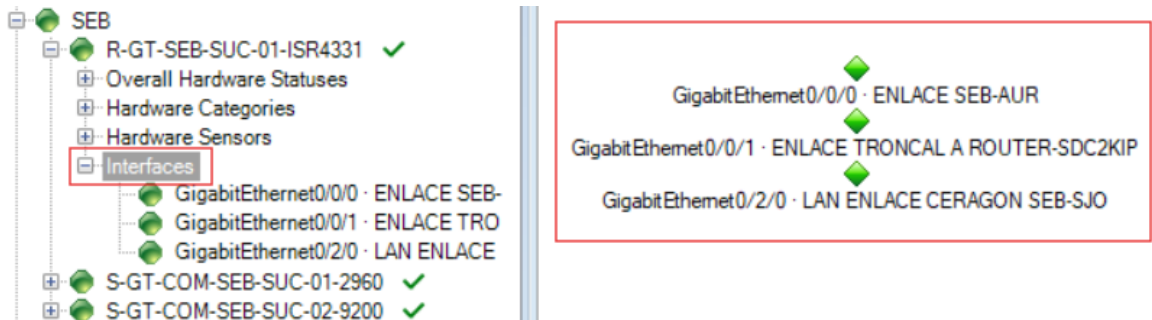 SEB
R-GT-SEB-SUC-01-ISR4331
Overall Hardware Statuses
Hardware Categories
Hardware Sensors
Interfaces
GigabitEthernet0/0/0 · ENLACE SEB-
GigabitEthernet0/0/1 · ENLACE TRO
GigabitEthernet0/2/0 · LAN ENLACE
S-GT-COM-SEB-SUC-01-2960
S-GT-COM-SEB-SUC-02-9200
GigabitEthernet0/0/0 · ENLACE SEB-AUR
GigabitEthernet0/0/1 · ENLACE TRONCAL A ROUTER-SDC2KIP
GigabitEthernet0/2/0 · LAN ENLACE CERAGON SEB-SJO